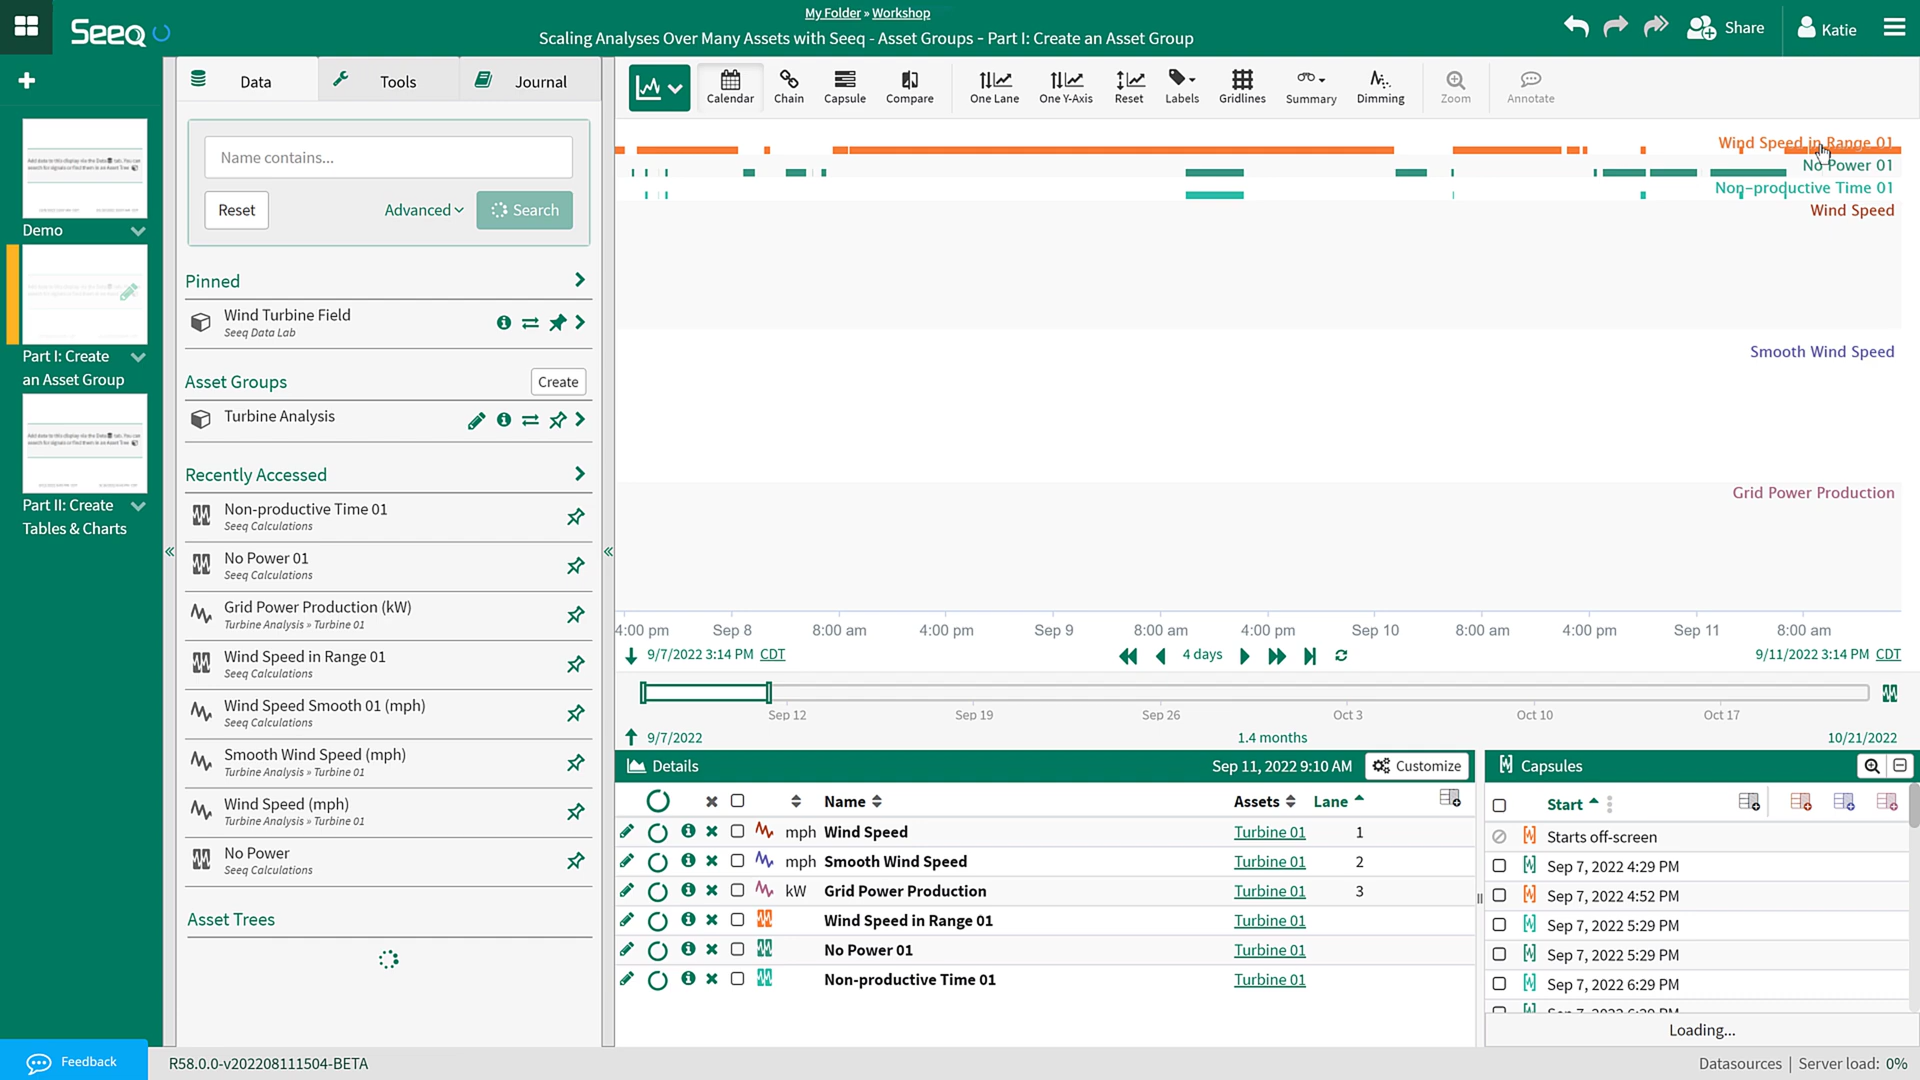 Seeq
My Folder » Workshop
Scaling Analyses Over Many Assets with Seeq - Asset Groups - Part I: Create an Asset Group
Share
Katie
Demo
Part I: Create
an Asset Group
Part II: Create
Tables & Charts
Data
Tools
Journal
Name contains...
Reset
Advanced
Search
Pinned
Wind Turbine Field
Seeq Data Lab
Asset Groups
Create
Turbine Analysis
Recently Accessed
Non-productive Time 01
Seeq Calculations
No Power 01
Seeq Calculations
Grid Power Production (kW)
Turbine Analysis » Turbine 01
Wind Speed in Range 01
Seeq Calculations
Wind Speed Smooth 01 (mph)
Seeq Calculations
Smooth Wind Speed (mph)
Turbine Analysis » Turbine 01
Wind Speed (mph)
Turbine Analysis » Turbine 01
No Power
Seeq Calculations
Asset Trees
Calendar
Chain
Capsule
Compare
One Lane
One Y-Axis
Reset
Labels
Gridlines
Summary
Dimming
Zoom
Annotate
Wind Speed in Range 01
No Power 01
Non-productive Time 01
Wind Speed
Smooth Wind Speed
Grid Power Production
4:00 pm Sep 8 8:00 am 4:00 pm Sep 9 8:00 am 4:00 pm Sep 10 8:00 am 4:00 pm Sep 11 8:00 am
9/7/2022 3:14 PM CDT
4 days
9/11/2022 3:14 PM CDT
Sep 12 Sep 19 Sep 26 Oct 3 Oct 10 Oct 17
9/7/2022
1.4 months
10/21/2022
Details
Sep 11, 2022 9:10 AM
Customize
Name Assets Lane
mph Wind Speed Turbine 01 1
mph Smooth Wind Speed Turbine 01 2
kW Grid Power Production Turbine 01 3
Wind Speed in Range 01 Turbine 01
No Power 01 Turbine 01
Non-productive Time 01 Turbine 01
Capsules
Start
Starts off-screen
Sep 7, 2022 4:29 PM
Sep 7, 2022 4:52 PM
Sep 7, 2022 5:29 PM
Sep 7, 2022 5:29 PM
Sep 7, 2022 6:29 PM
Loading...
Feedback
R58.0.0-v202208111504-BETA
Datasources
Server load: 0%